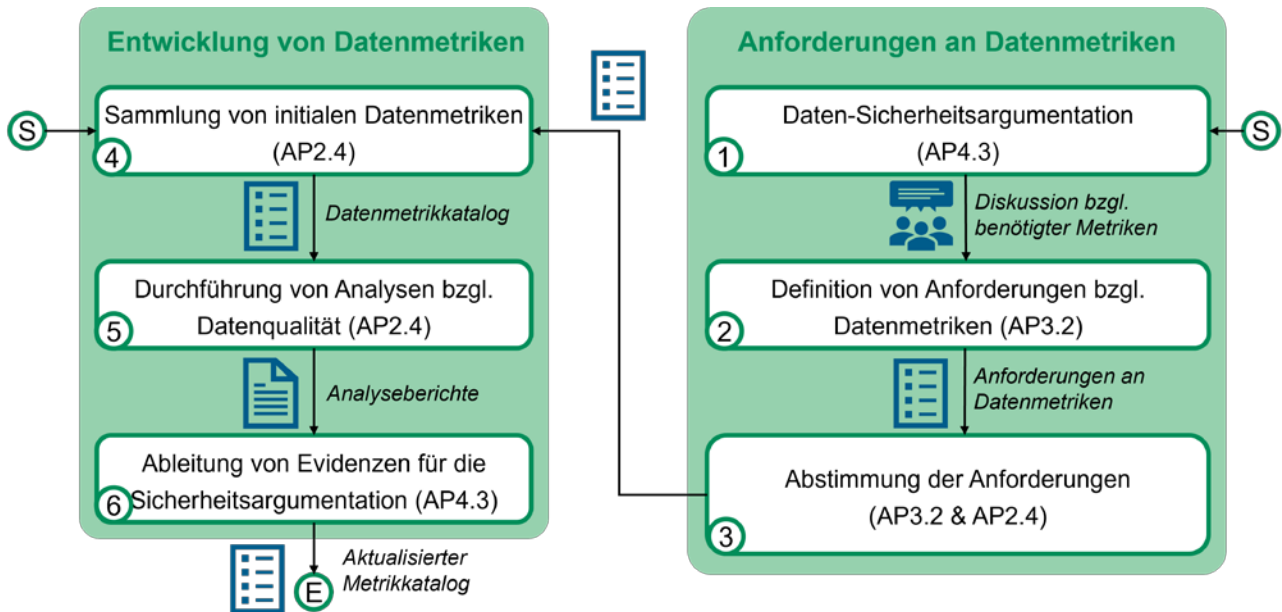 Entwicklung von Datenmetriken
S
Sammlung von initialen Datenmetriken
(AP2.4)
4
Datenmetrikkatalog
Durchführung von Analysen bzgl.
Datenqualität (AP2.4)
5
Analyseberichte
Ableitung von Evidenzen für die
Sicherheitsargumentation (AP4.3)
6
Aktualisierter
Metrikkatalog
E
Anforderungen an Datenmetriken
Daten-Sicherheitsargumentation
(AP4.3)
1
S
Diskussion bzgl.
benötigter Metriken
Definition von Anforderungen bzgl.
Datenmetriken (AP3.2)
2
Anforderungen an
Datenmetriken
Abstimmung der Anforderungen
(AP3.2 & AP2.4)
3